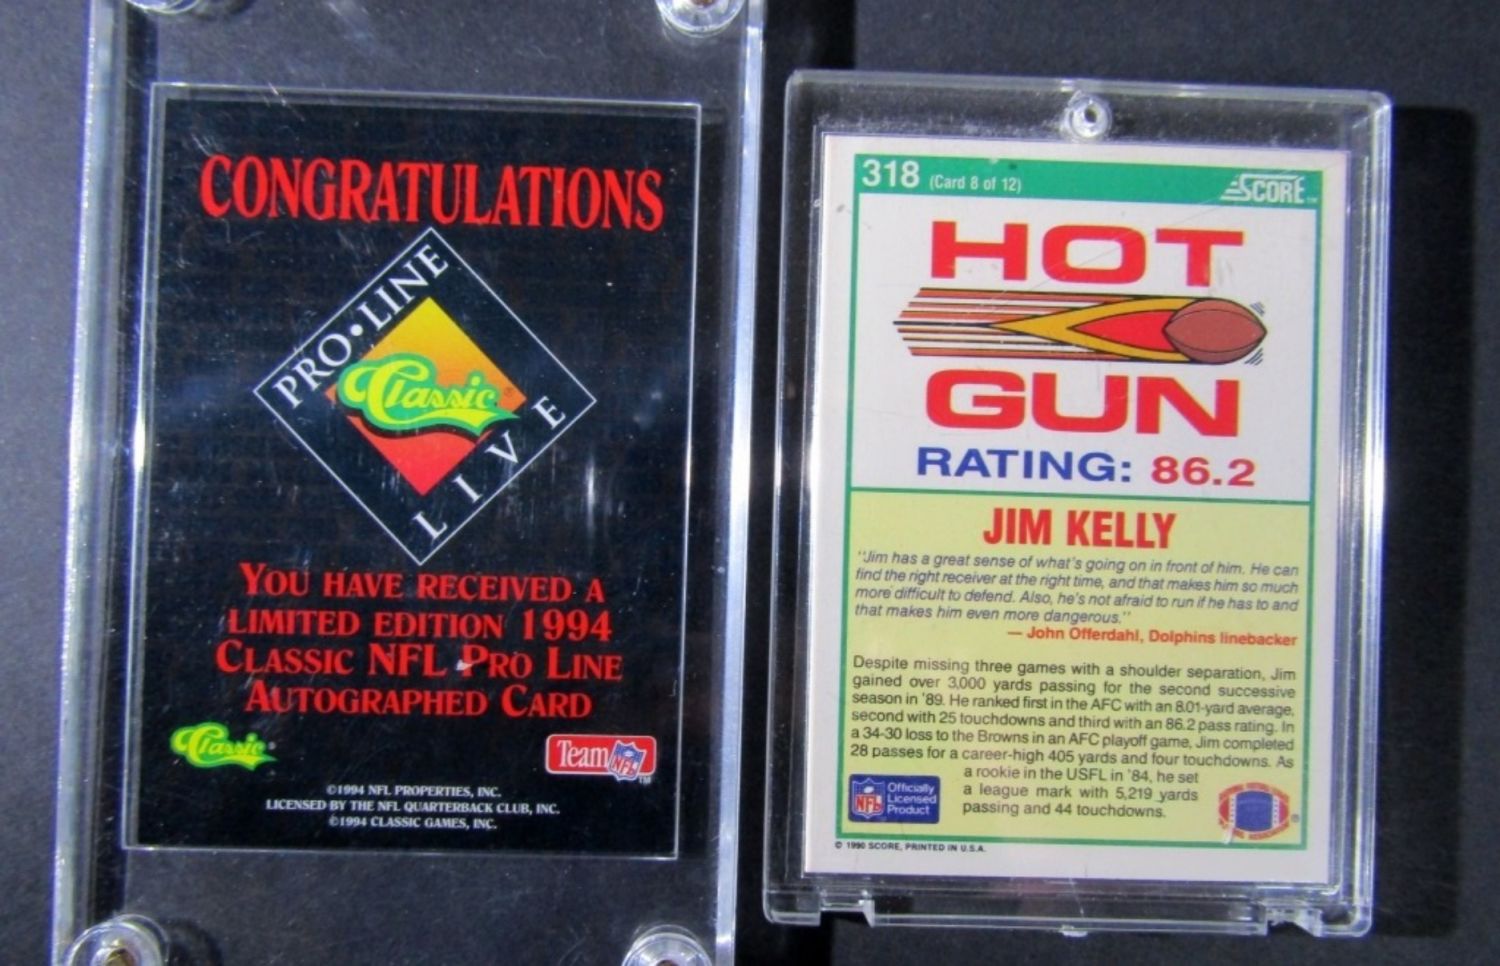 CONGRATULATIONS
PRO•LINE
Classic
LIVE
YOU HAVE RECEIVED A
LIMITED EDITION 1994
CLASSIC NFL PRO LINE
AUTOGRAPHED CARD
Classic
Team NFL TM
©1994 NFL PROPERTIES, INC.
LICENSED BY THE NFL QUARTERBACK CLUB, INC.
©1994 CLASSIC GAMES, INC.
318 (Card 8 of 12)
SCORE TM
HOT
GUN
RATING: 86.2
JIM KELLY
"Jim has a great sense of what's going on in front of him. He can
find the right receiver at the right time, and that makes him so much
more difficult to defend. Also, he's not afraid to run if he has to and
that makes him even more dangerous."
— John Offerdahl, Dolphins linebacker
Despite missing three games with a shoulder separation, Jim
gained over 3,000 yards passing for the second successive
season in '89. He ranked first in the AFC with an 8.01-yard average,
second with 25 touchdowns and third with an 86.2 pass rating. In
a 34-30 loss to the Browns in an AFC playoff game, Jim completed
28 passes for a career-high 405 yards and four touchdowns. As
a rookie in the USFL in '84, he set
a league mark with 5,219 yards
passing and 44 touchdowns.
NFL
Officially
Licensed
Product
© 1990 SCORE, PRINTED IN U.S.A.